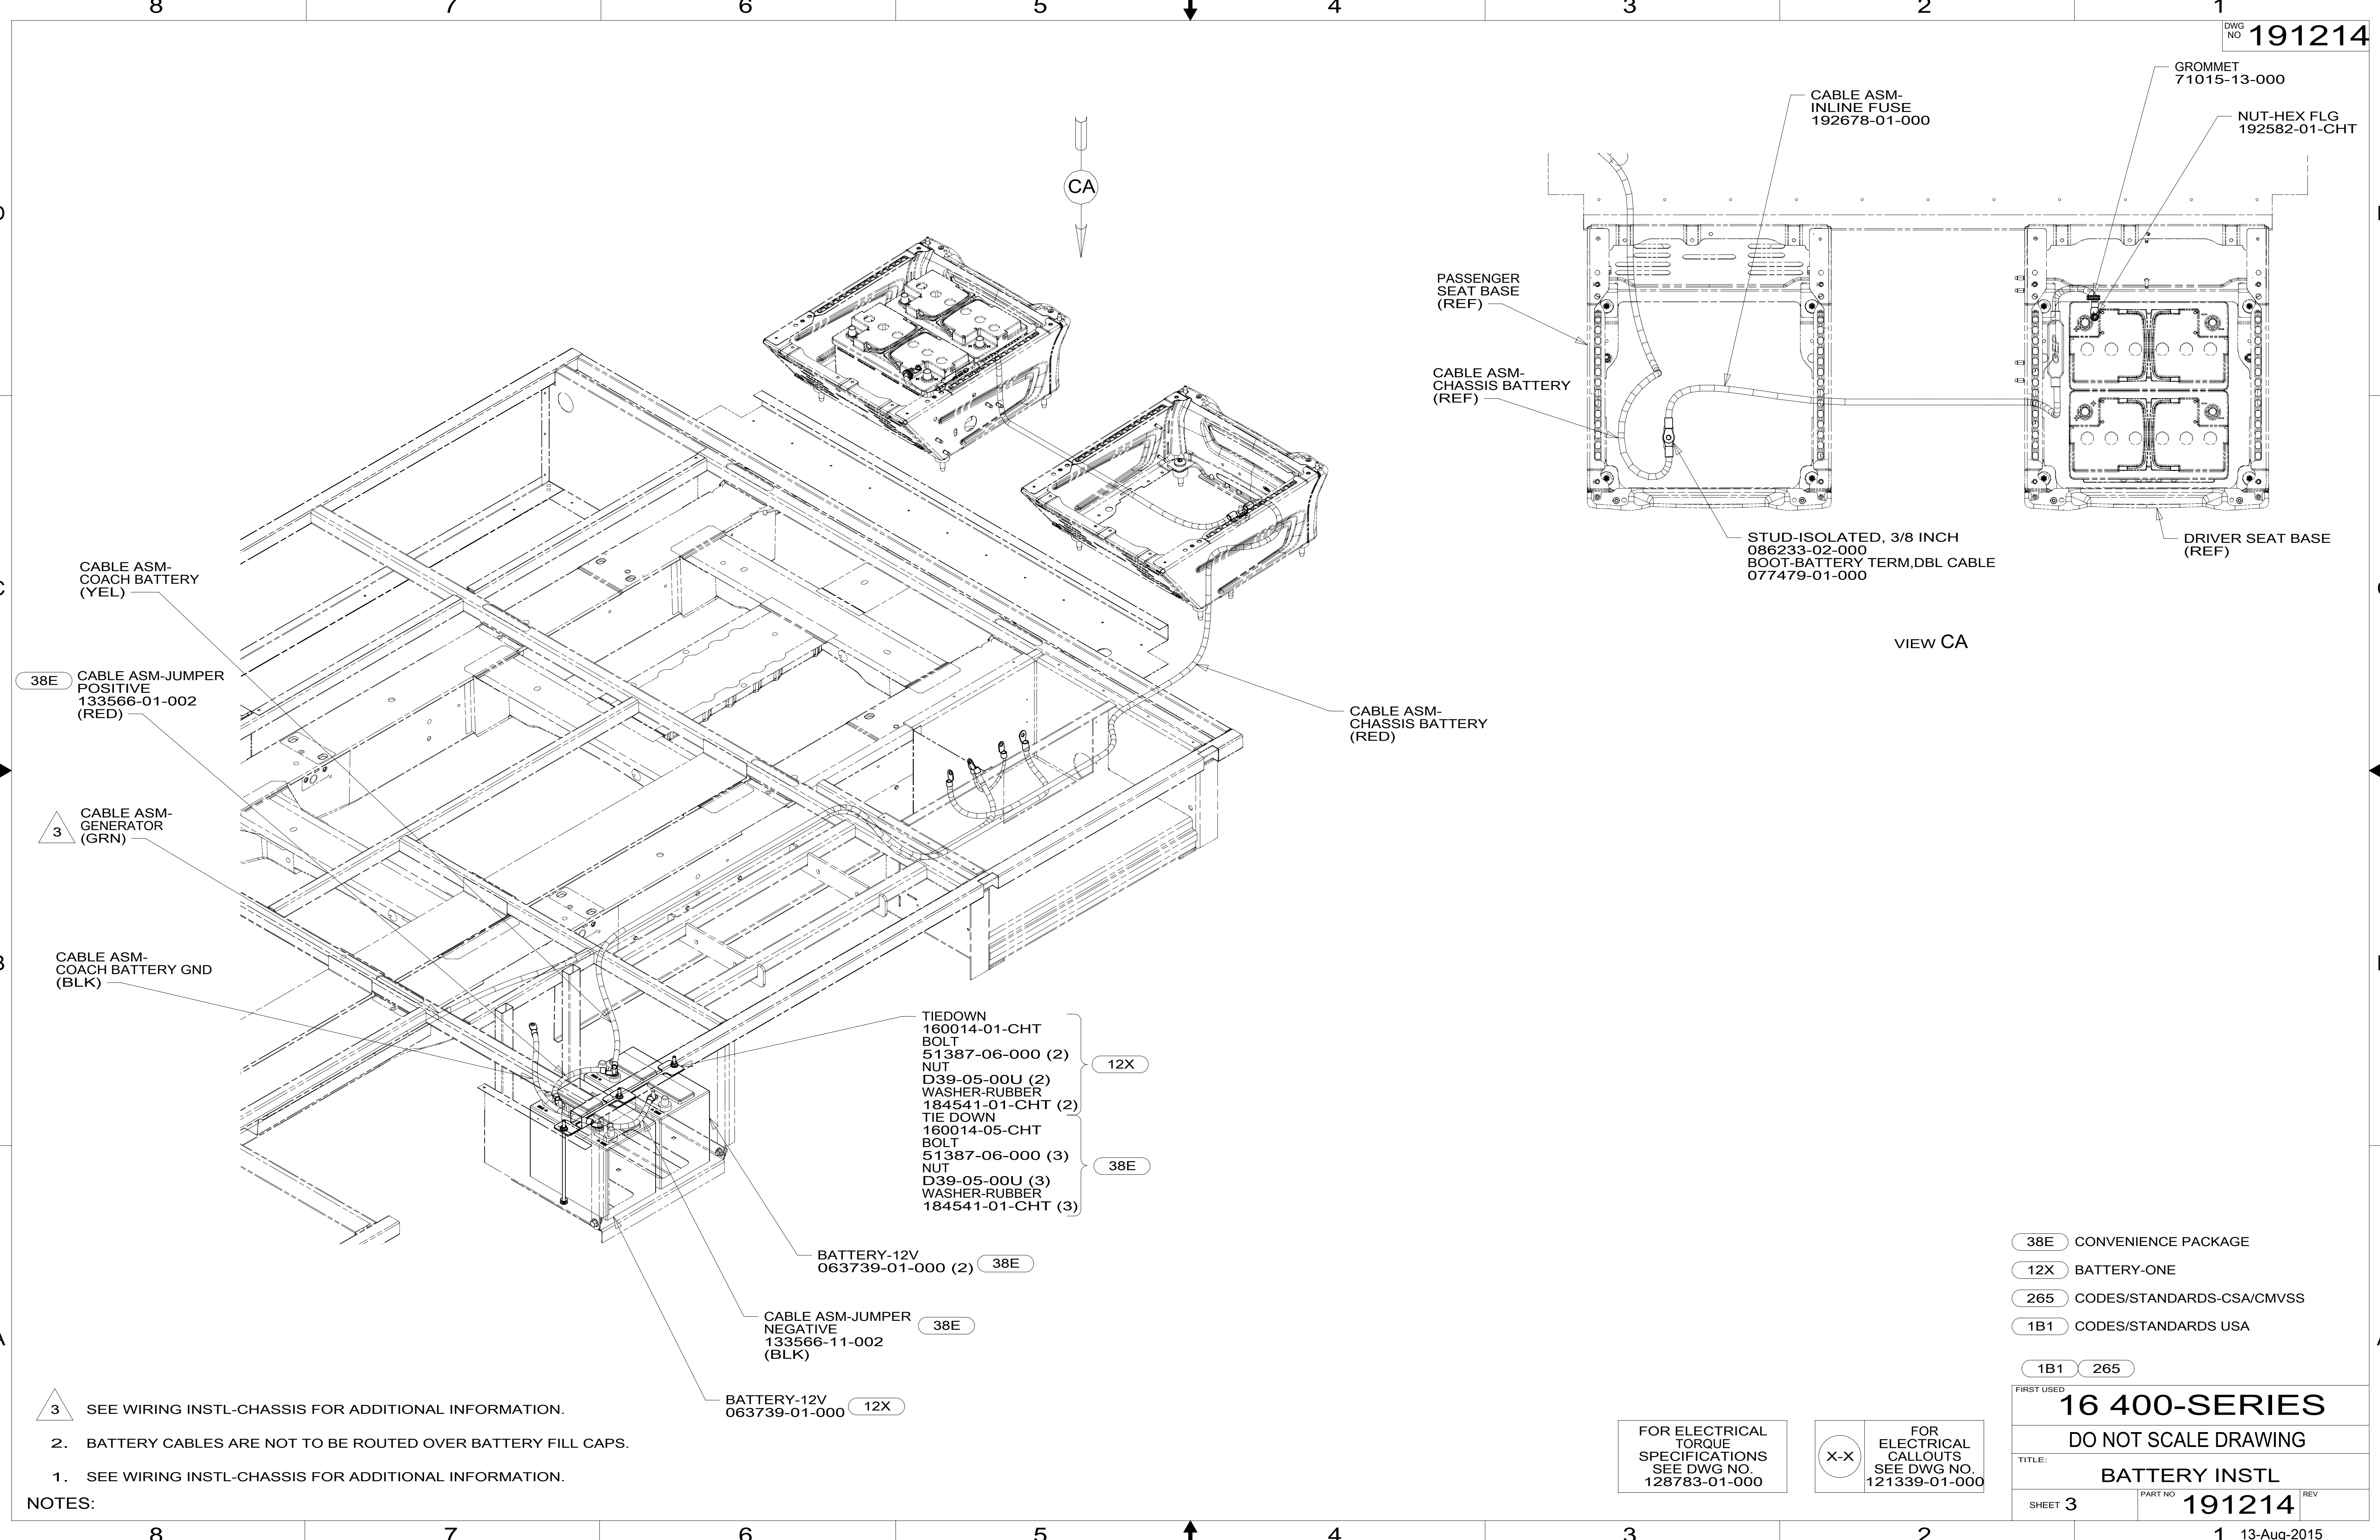 8 7 6 5 4 3 2 1
DWG
NO
191214
GROMMET
71015-13-000
CABLE ASM-
INLINE FUSE
192678-01-000
NUT-HEX FLG
192582-01-CHT
CA
PASSENGER
SEAT BASE
(REF)
CABLE ASM-
CHASSIS BATTERY
(REF)
STUD-ISOLATED, 3/8 INCH
086233-02-000
BOOT-BATTERY TERM,DBL CABLE
077479-01-000
DRIVER SEAT BASE
(REF)
VIEW CA
CABLE ASM-
COACH BATTERY
(YEL)
38E
CABLE ASM-JUMPER
POSITIVE
133566-01-002
(RED)
CABLE ASM-
CHASSIS BATTERY
(RED)
3
CABLE ASM-
GENERATOR
(GRN)
CABLE ASM-
COACH BATTERY GND
(BLK)
TIEDOWN
160014-01-CHT
BOLT
51387-06-000 (2)
NUT
D39-05-00U (2)
WASHER-RUBBER
184541-01-CHT (2)
12X
TIE DOWN
160014-05-CHT
BOLT
51387-06-000 (3)
NUT
D39-05-00U (3)
WASHER-RUBBER
184541-01-CHT (3)
38E
BATTERY-12V
063739-01-000 (2)
38E
CABLE ASM-JUMPER
NEGATIVE
133566-11-002
(BLK)
38E
BATTERY-12V
063739-01-000
12X
38E CONVENIENCE PACKAGE
12X BATTERY-ONE
265 CODES/STANDARDS-CSA/CMVSS
1B1 CODES/STANDARDS USA
1B1 265
3 SEE WIRING INSTL-CHASSIS FOR ADDITIONAL INFORMATION.
2. BATTERY CABLES ARE NOT TO BE ROUTED OVER BATTERY FILL CAPS.
1. SEE WIRING INSTL-CHASSIS FOR ADDITIONAL INFORMATION.
NOTES:
FOR ELECTRICAL
TORQUE
SPECIFICATIONS
SEE DWG NO.
128783-01-000
X-X
FOR
ELECTRICAL
CALLOUTS
SEE DWG NO.
121339-01-000
FIRST USED
16 400-SERIES
DO NOT SCALE DRAWING
TITLE:
BATTERY INSTL
SHEET 3
PART NO
191214
REV
8 7 6 5 4 3 2 1
13-Aug-2015